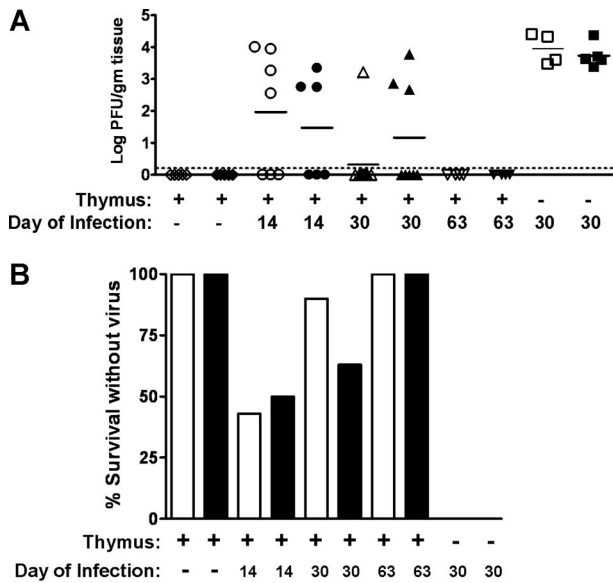 A
Log PFU/gm tissue
5
4
3
2
1
0
Thymus: + + + + + + + + - -
Day of Infection: - - 14 14 30 30 63 63 30 30
B
% Survival without virus
100
75
50
25
0
Thymus: + + + + + + + + - -
Day of Infection: - - 14 14 30 30 63 63 30 30